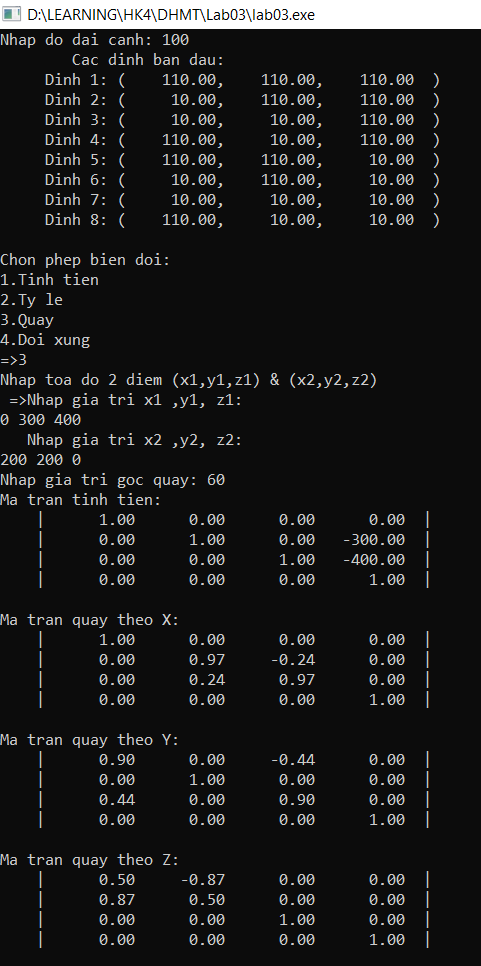 D:\LEARNING\HK4\DHMT\Lab03\lab03.exe
Nhap do dai canh: 100
Cac dinh ban dau:
Dinh 1: ( 110.00, 110.00, 110.00 )
Dinh 2: ( 10.00, 110.00, 110.00 )
Dinh 3: ( 10.00, 10.00, 110.00 )
Dinh 4: ( 110.00, 10.00, 110.00 )
Dinh 5: ( 110.00, 110.00, 10.00 )
Dinh 6: ( 10.00, 110.00, 10.00 )
Dinh 7: ( 10.00, 10.00, 10.00 )
Dinh 8: ( 110.00, 10.00, 10.00 )
Chon phep bien doi:
1.Tinh tien
2.Ty le
3.Quay
4.Doi xung
=>3
Nhap toa do 2 diem (x1,y1,z1) & (x2,y2,z2)
=>Nhap gia tri x1 ,y1, z1:
0 300 400
Nhap gia tri x2 ,y2, z2:
200 200 0
Nhap gia tri goc quay: 60
Ma tran tinh tien:
| 1.00 0.00 0.00 0.00 |
| 0.00 1.00 0.00 -300.00 |
| 0.00 0.00 1.00 -400.00 |
| 0.00 0.00 0.00 1.00 |
Ma tran quay theo X:
| 1.00 0.00 0.00 0.00 |
| 0.00 0.97 -0.24 0.00 |
| 0.00 0.24 0.97 0.00 |
| 0.00 0.00 0.00 1.00 |
Ma tran quay theo Y:
| 0.90 0.00 -0.44 0.00 |
| 0.00 1.00 0.00 0.00 |
| 0.44 0.00 0.90 0.00 |
| 0.00 0.00 0.00 1.00 |
Ma tran quay theo Z:
| 0.50 -0.87 0.00 0.00 |
| 0.87 0.50 0.00 0.00 |
| 0.00 0.00 1.00 0.00 |
| 0.00 0.00 0.00 1.00 |